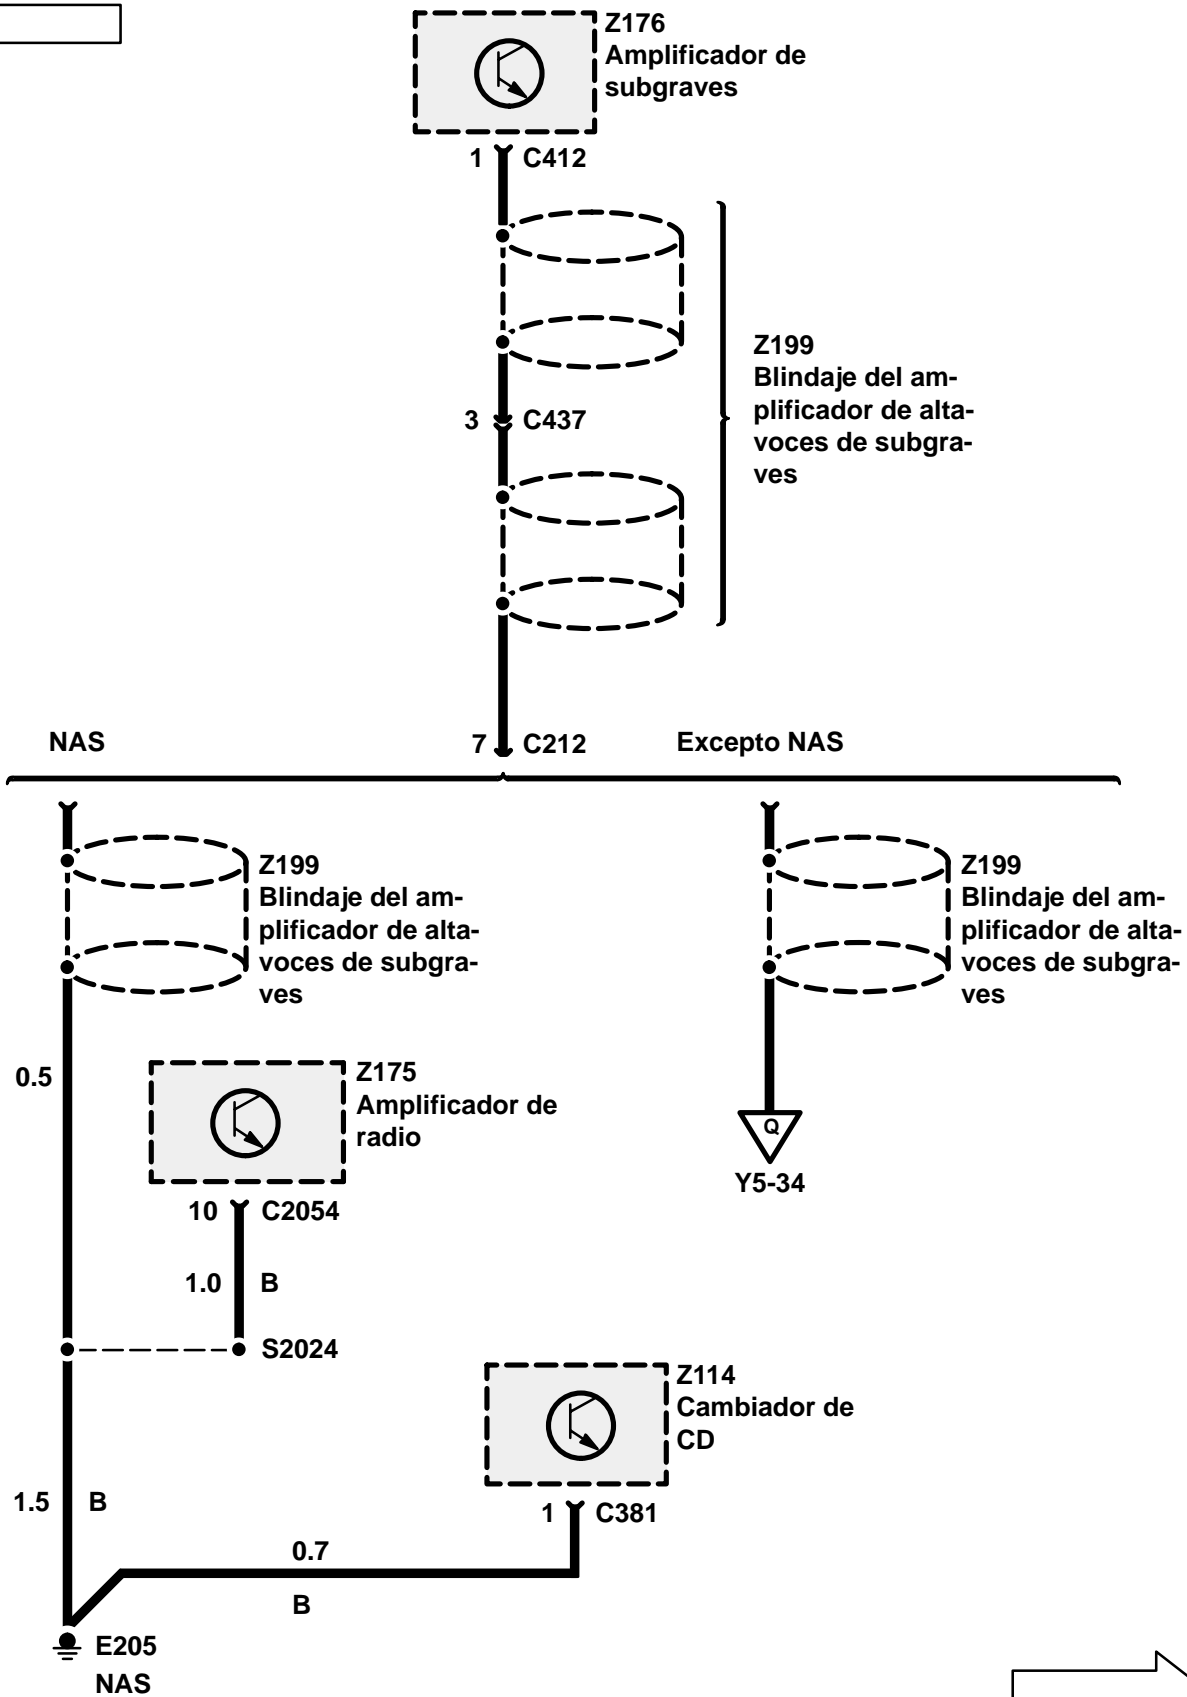 Z176
Amplificador de
subgraves
1 C412
Z199
Blindaje del am-
plificador de alta-
voces de subgra-
ves
3 C437
NAS
7 C212
Excepto NAS
Z199
Blindaje del am-
plificador de alta-
voces de subgra-
ves
Z199
Blindaje del am-
plificador de alta-
voces de subgra-
ves
0.5
Z175
Amplificador de
radio
Q
Y5-34
10 C2054
1.0 B
S2024
Z114
Cambiador de
CD
1.5 B
1 C381
0.7
B
E205
NAS